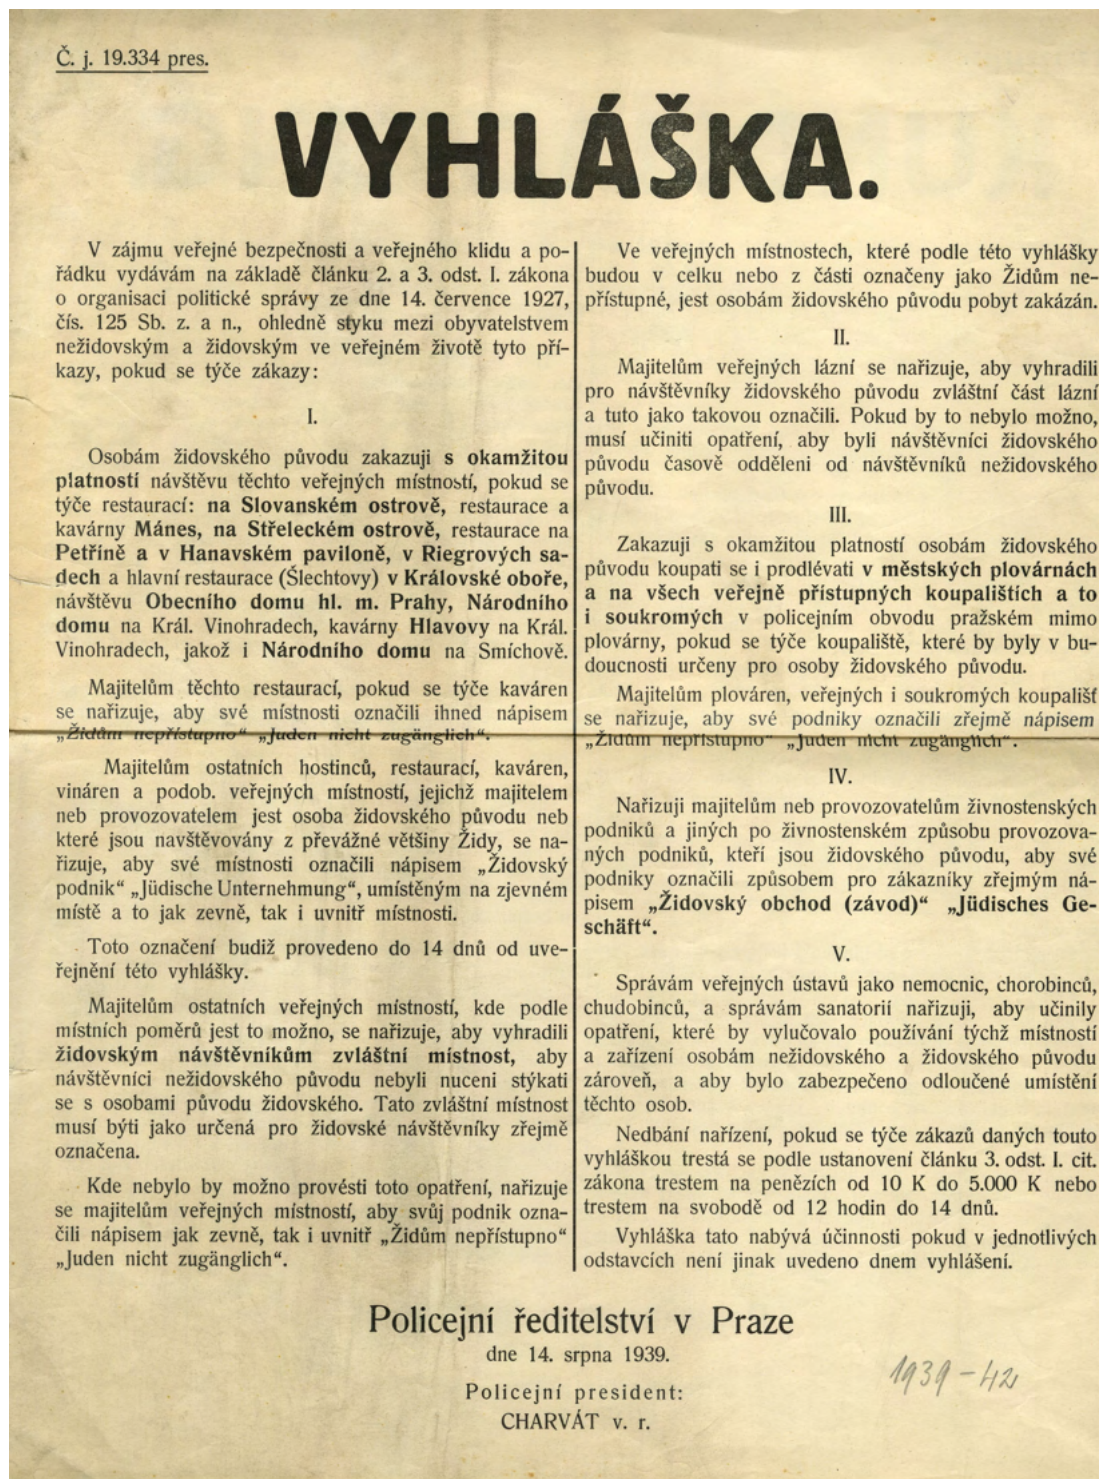 Č. j. 19.334 pres.
VYHLÁŠKA.
V zájmu veřejné bezpečnosti a veřejného klidu a po-
řádku vydávám na základě článku 2. a 3. odst. I. zákona
o organisaci politické správy ze dne 14. července 1927,
čís. 125 Sb. z. a n., ohledně styku mezi obyvatelstvem
nežidovským a židovským ve veřejném životě tyto pří-
kazy, pokud se týče zákazy:
I.
Osobám židovského původu zakazuji s okamžitou
platností návštěvu těchto veřejných místností, pokud se
týče restaurací: na Slovanském ostrově, restaurace a
kavárny Mánes, na Střeleckém ostrově, restaurace na
Petříně a v Hanavském paviloně, v Riegrových sa-
dech a hlavní restaurace (Šlechtovy) v Královské oboře,
návštěvu Obecního domu hl. m. Prahy, Národního
domu na Král. Vinohradech, kavárny Hlavovy na Král.
Vinohradech, jakož i Národního domu na Smíchově.
Majitelům těchto restaurací, pokud se týče kaváren
se nařizuje, aby své místnosti označili ihned nápisem
„Židům nepřístupno“ „Juden nicht zugänglich“.
Majitelům ostatních hostinců, restaurací, kaváren,
vináren a podob. veřejných místností, jejichž majitelem
neb provozovatelem jest osoba židovského původu neb
které jsou navštěvovány z převážné většiny Židy, se na-
řizuje, aby své místnosti označili nápisem „Židovský
podnik“ „Jüdische Unternehmung“, umístěným na zjevném
místě a to jak zevně, tak i uvnitř místnosti.
Toto označení budiž provedeno do 14 dnů od uve-
řejnění této vyhlášky.
Majitelům ostatních veřejných místností, kde podle
místních poměrů jest to možno, se nařizuje, aby vyhradili
židovským návštěvníkům zvláštní místnost, aby
návštěvníci nežidovského původu nebyli nuceni stýkati
se s osobami původu židovského. Tato zvláštní místnost
musí býti jako určená pro židovské návštěvníky zřejmě
označena.
Kde nebylo by možno provésti toto opatření, nařizuje
se majitelům veřejných místností, aby svůj podnik ozna-
čili nápisem jak zevně, tak i uvnitř „Židům nepřístupno“
„Juden nicht zugänglich“.
Ve veřejných místnostech, které podle této vyhlášky
budou v celku nebo z části označeny jako Židům ne-
přístupné, jest osobám židovského původu pobyt zakázán.
II.
Majitelům veřejných lázní se nařizuje, aby vyhradili
pro návštěvníky židovského původu zvláštní část lázní
a tuto jako takovou označili. Pokud by to nebylo možno,
musí učiniti opatření, aby byli návštěvníci židovského
původu časově odděleni od návštěvníků nežidovského
původu.
III.
Zakazuji s okamžitou platností osobám židovského
původu koupati se i prodlévati v městských plovárnách
a na všech veřejně přístupných koupalištích a to
i soukromých v policejním obvodu pražském mimo
plovárny, pokud se týče koupaliště, které by byly v bu-
doucnosti určeny pro osoby židovského původu.
Majitelům plováren, veřejných i soukromých koupališť
se nařizuje, aby své podniky označili zřejmě nápisem
„Židům nepřístupno“ „Juden nicht zugänglich“.
IV.
Nařizuji majitelům neb provozovatelům živnostenských
podniků a jiných po živnostenském způsobu provozova-
ných podniků, kteří jsou židovského původu, aby své
podniky označili způsobem pro zákazníky zřejmým ná-
pisem „Židovský obchod (závod)“ „Jüdisches Ge-
schäft“.
V.
Správám veřejných ústavů jako nemocnic, chorobinců,
chudobinců, a správám sanatorií nařizuji, aby učinily
opatření, které by vylučovalo používání týchž místností
a zařízení osobám nežidovského a židovského původu
zároveň, a aby bylo zabezpečeno odloučené umístění
těchto osob.
Nedbání nařízení, pokud se týče zákazů daných touto
vyhláškou trestá se podle ustanovení článku 3. odst. I. cit.
zákona trestem na penězích od 10 K do 5.000 K nebo
trestem na svobodě od 12 hodin do 14 dnů.
Vyhláška tato nabývá účinnosti pokud v jednotlivých
odstavcích není jinak uvedeno dnem vyhlášení.
Policejní ředitelství v Praze
dne 14. srpna 1939.
Policejní president:
CHARVÁT v. r.
1939-42